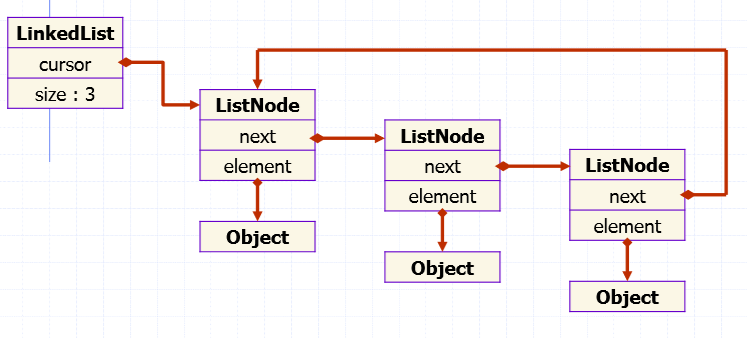 LinkedList
cursor
size : 3
ListNode
next
element
Object
ListNode
next
element
Object
ListNode
next
element
Object